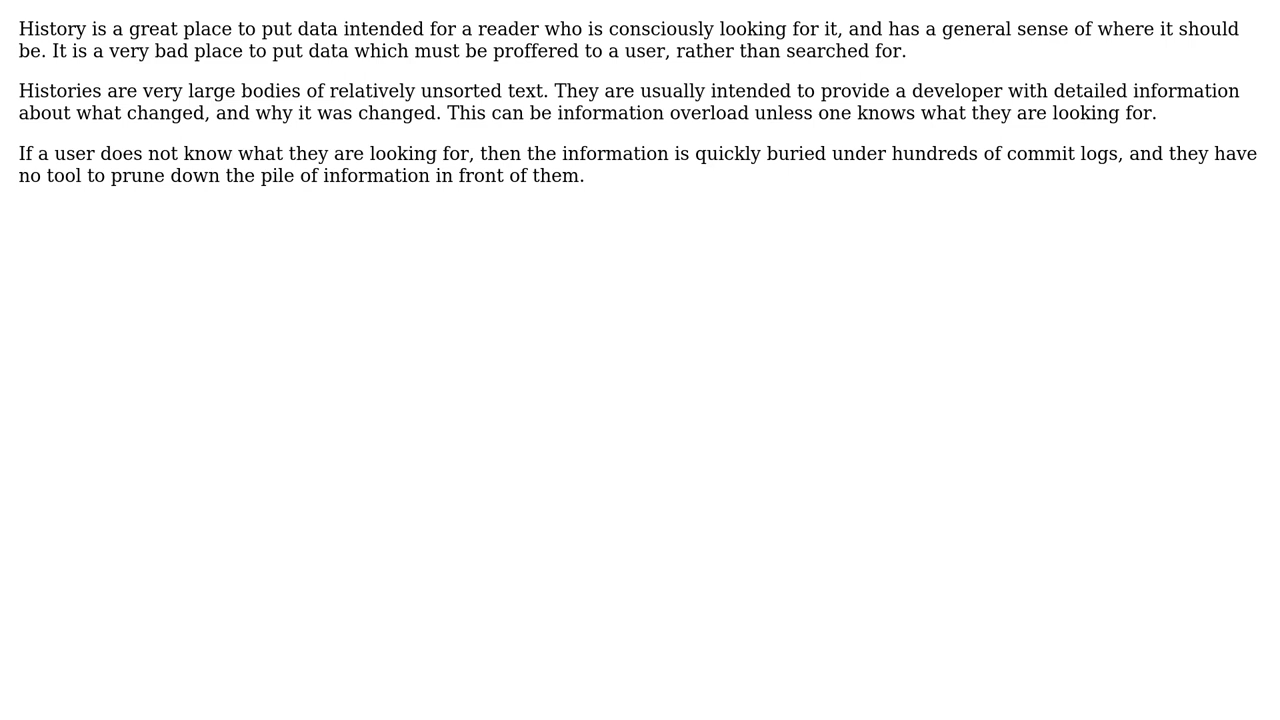 History is a great place to put data intended for a reader who is consciously looking for it, and has a general sense of where it should
be. It is a very bad place to put data which must be proffered to a user, rather than searched for.
Histories are very large bodies of relatively unsorted text. They are usually intended to provide a developer with detailed information
about what changed, and why it was changed. This can be information overload unless one knows what they are looking for.
If a user does not know what they are looking for, then the information is quickly buried under hundreds of commit logs, and they have
no tool to prune down the pile of information in front of them.